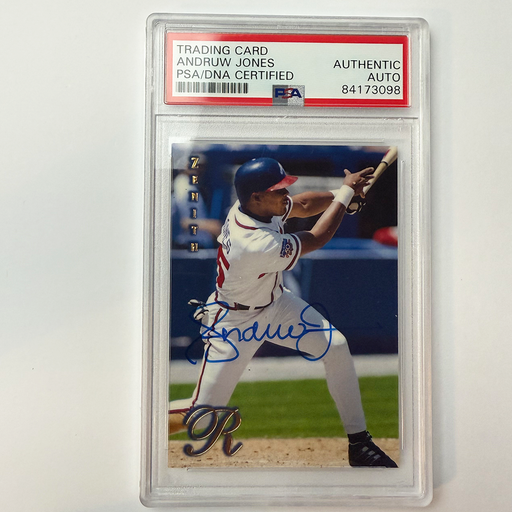 TRADING CARD
ANDRUW JONES
PSA/DNA CERTIFIED
AUTHENTIC
AUTO
84173098
PSA
ZENITH
Andruw J
R